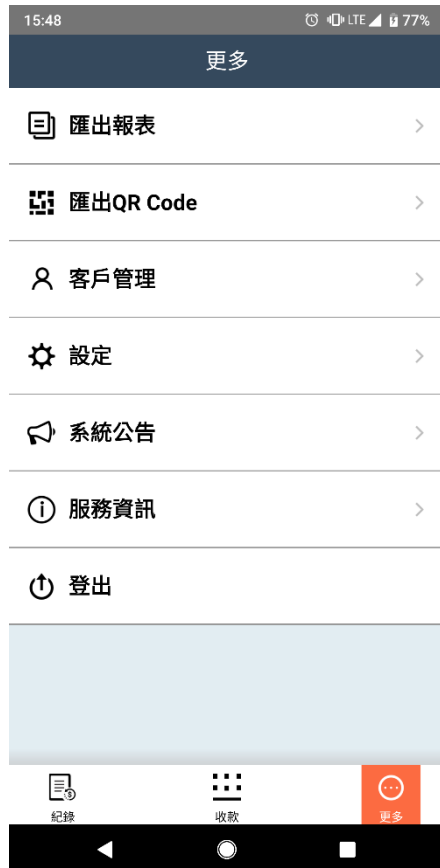 15:48
LTE 77%
更多
匯出報表
匯出QR Code
客戶管理
設定
系統公告
服務資訊
登出
紀錄
收款
更多